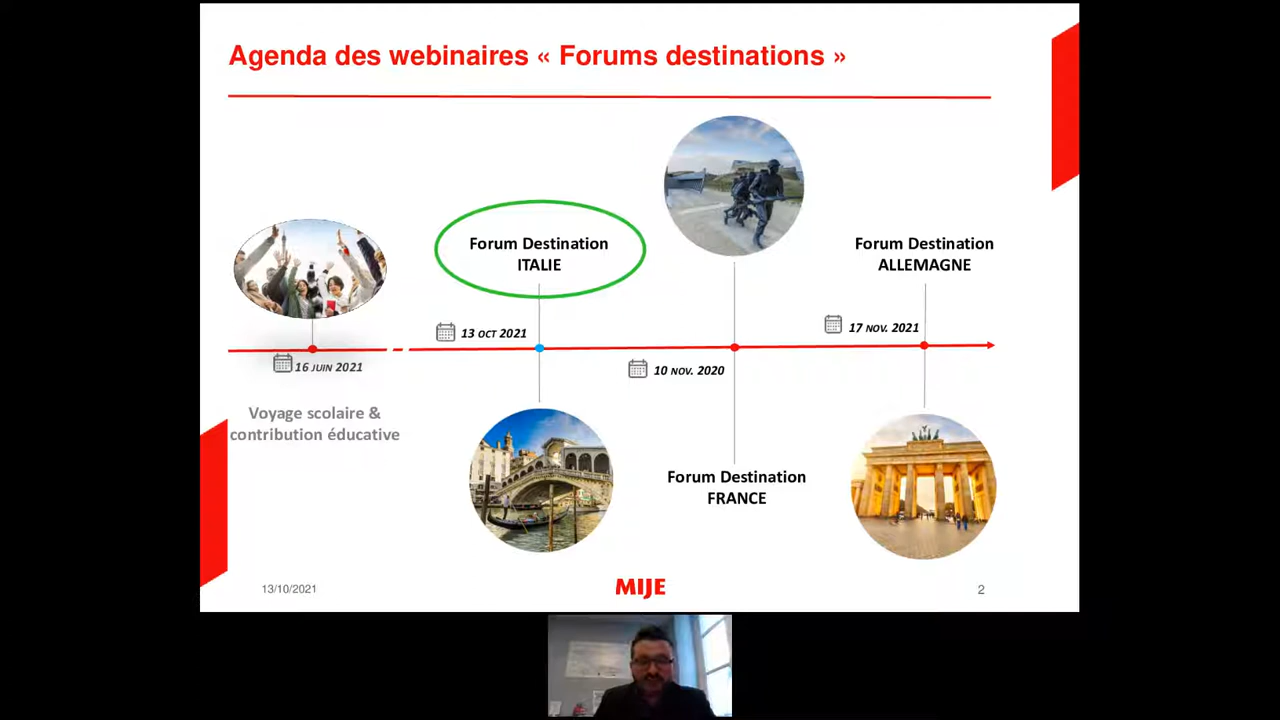 Agenda des webinaires « Forums destinations »
Forum Destination
ITALIE
Forum Destination
ALLEMAGNE
13 OCT 2021
17 NOV. 2021
16 JUIN 2021
10 NOV. 2020
Voyage scolaire &
contribution éducative
Forum Destination
FRANCE
13/10/2021
MIJE
2